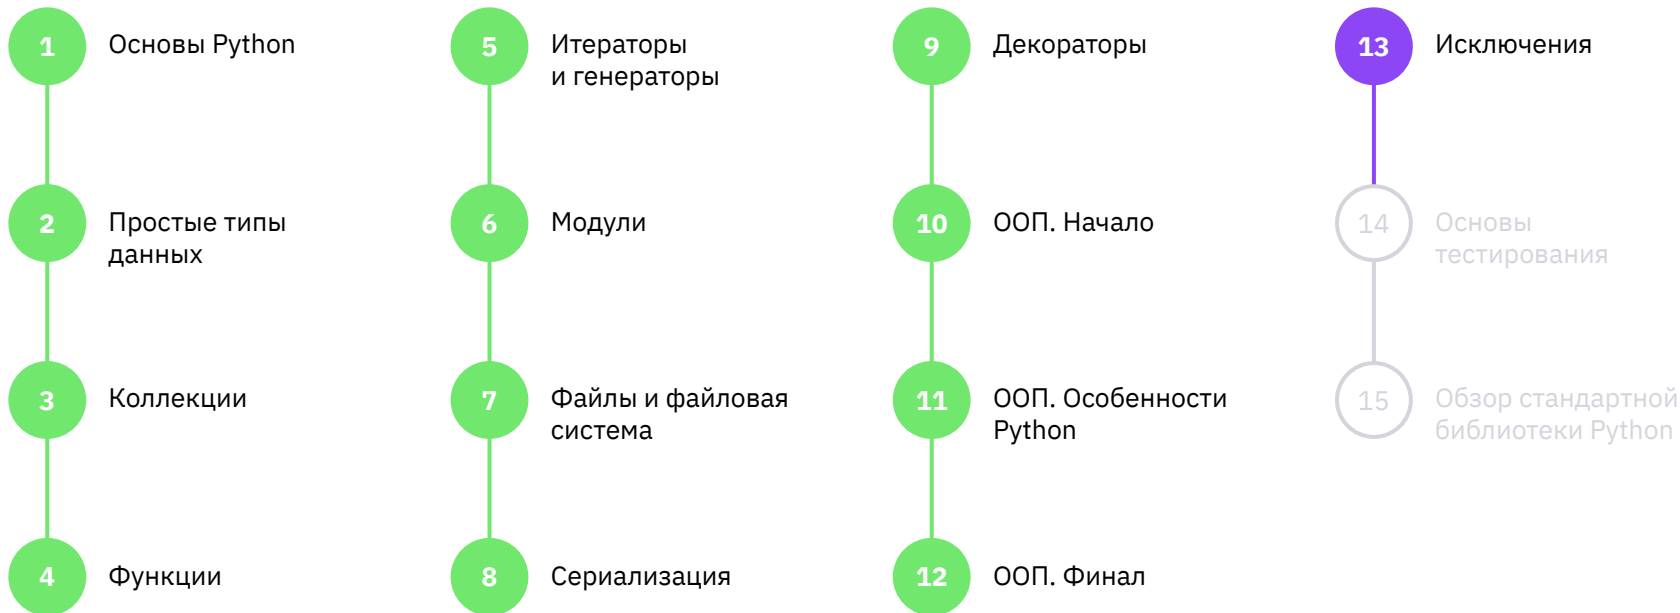 1
Основы Python
2
Простые типы
данных
3
Коллекции
4
Функции
5
Итераторы
и генераторы
6
Модули
7
Файлы и файловая
система
8
Сериализация
9
Декораторы
10
ООП. Начало
11
ООП. Особенности
Python
12
ООП. Финал
13
Исключения
14
Основы
тестирования
15
Обзор стандартной
библиотеки Python